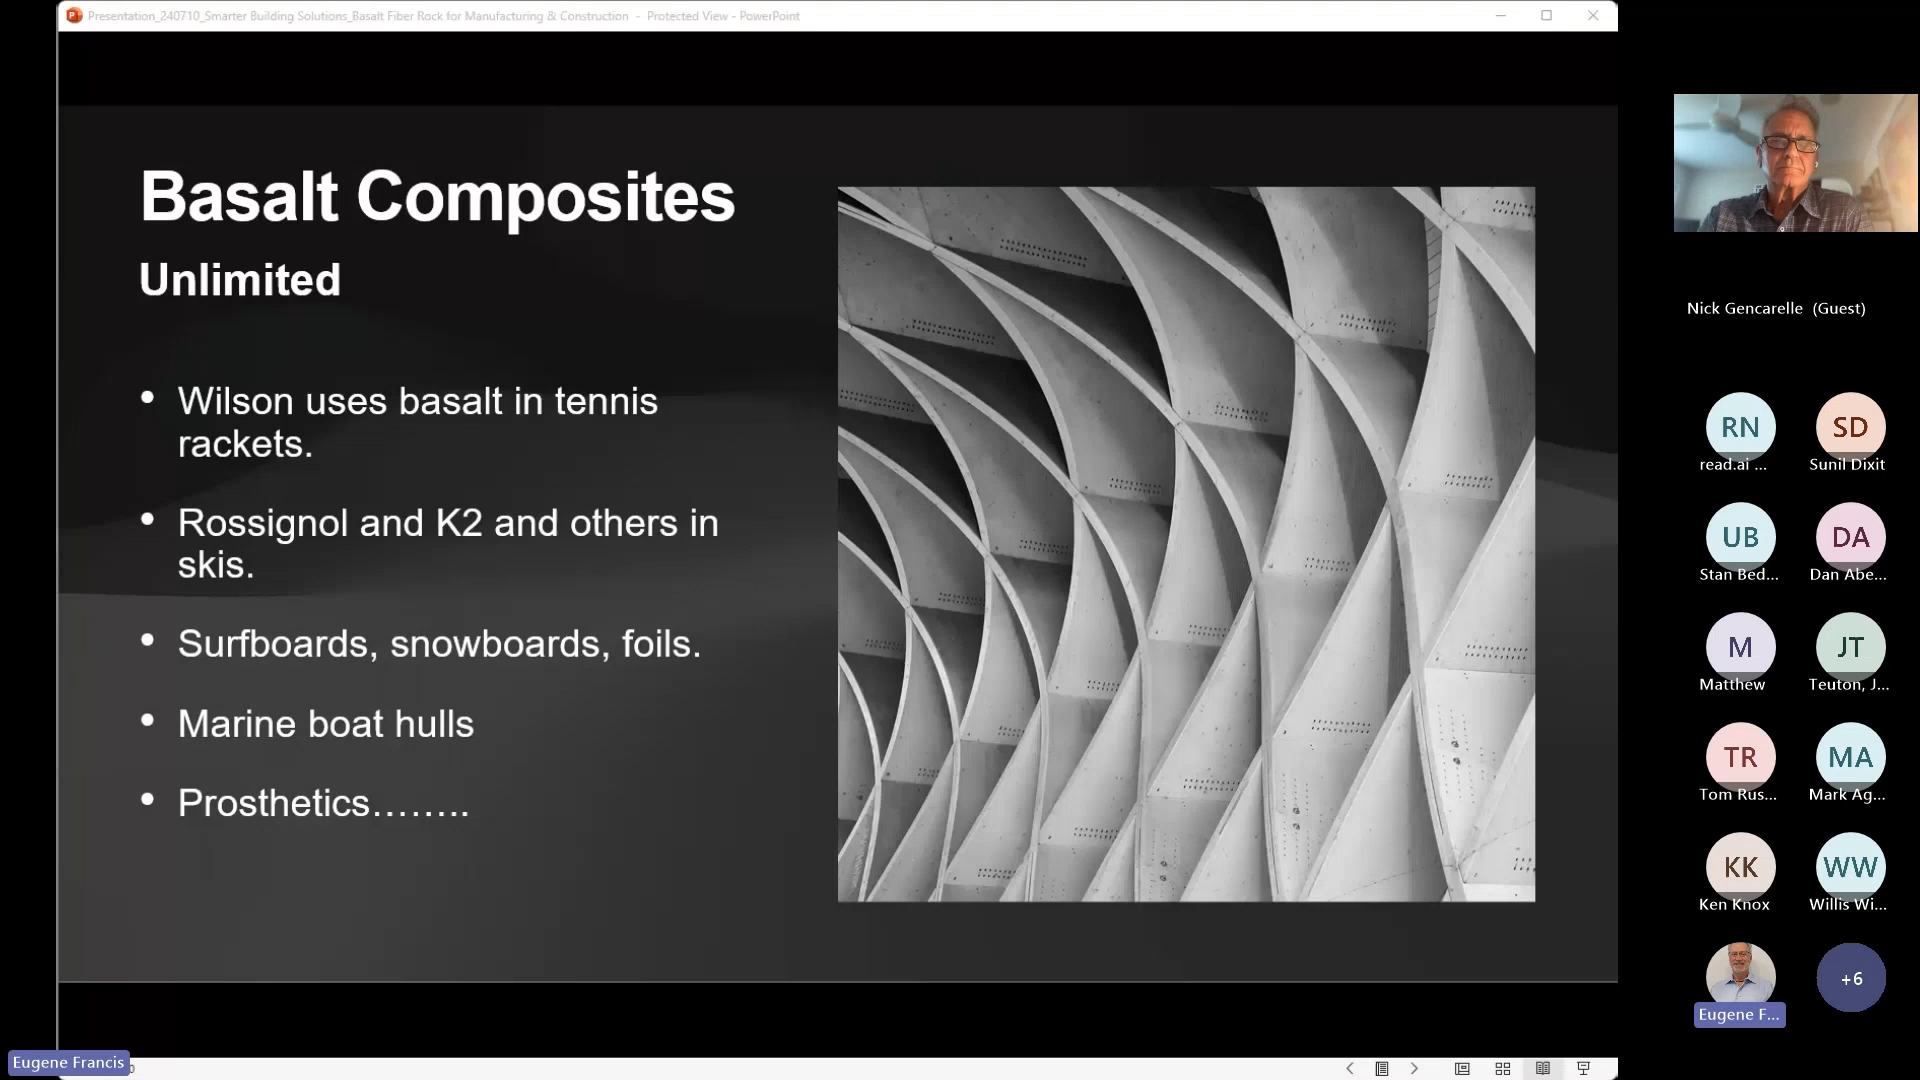 Presentation_240710_Smarter Building Solutions_Basalt Fiber Rock for Manufacturing & Construction - Protected View - PowerPoint
Basalt Composites
Unlimited
• Wilson uses basalt in tennis
rackets.
• Rossignol and K2 and others in
skis.
• Surfboards, snowboards, foils.
• Marine boat hulls
• Prosthetics……..
Nick Gencarelle (Guest)
RN
SD
read.ai ...
Sunil Dixit
UB
DA
Stan Bed...
Dan Abe...
M
JT
Matthew
Teuton, J...
TR
MA
Tom Rus...
Mark Ag...
KK
WW
Ken Knox
Willis Wi...
+6
Eugene F...
Eugene Francis